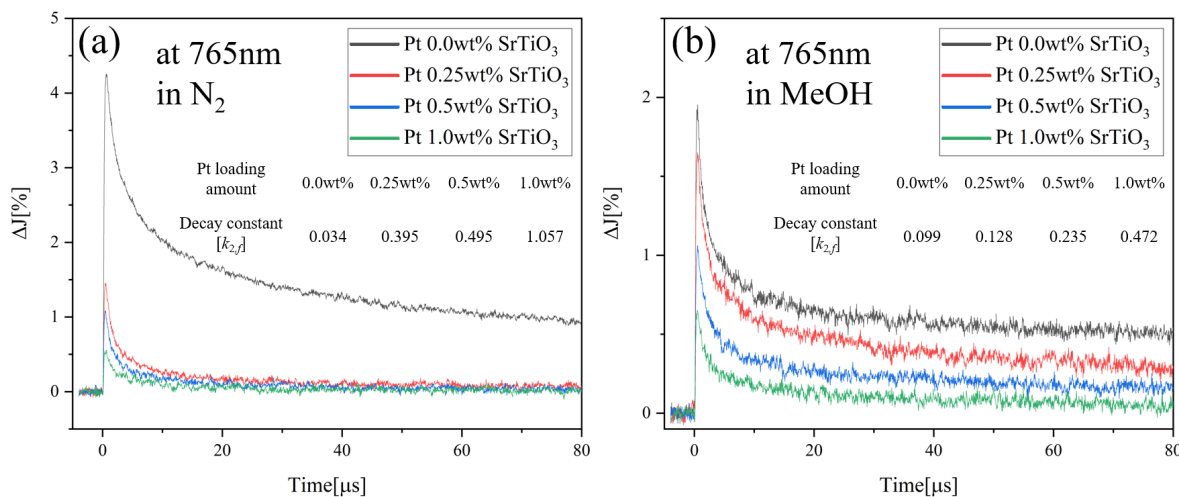 (a)
at 765nm
in N₂
Pt 0.0wt% SrTiO₃
Pt 0.25wt% SrTiO₃
Pt 0.5wt% SrTiO₃
Pt 1.0wt% SrTiO₃
Pt loading
amount
0.0wt% 0.25wt% 0.5wt% 1.0wt%
Decay constant
[k₂,f]
0.034 0.395 0.495 1.057
ΔJ[%]
5
4
3
2
1
0
0 20 40 60 80
Time[μs]
(b)
at 765nm
in MeOH
Pt 0.0wt% SrTiO₃
Pt 0.25wt% SrTiO₃
Pt 0.5wt% SrTiO₃
Pt 1.0wt% SrTiO₃
Pt loading
amount
0.0wt% 0.25wt% 0.5wt% 1.0wt%
Decay constant
[k₂,f]
0.099 0.128 0.235 0.472
ΔJ[%]
2
1
0
0 20 40 60 80
Time[μs]